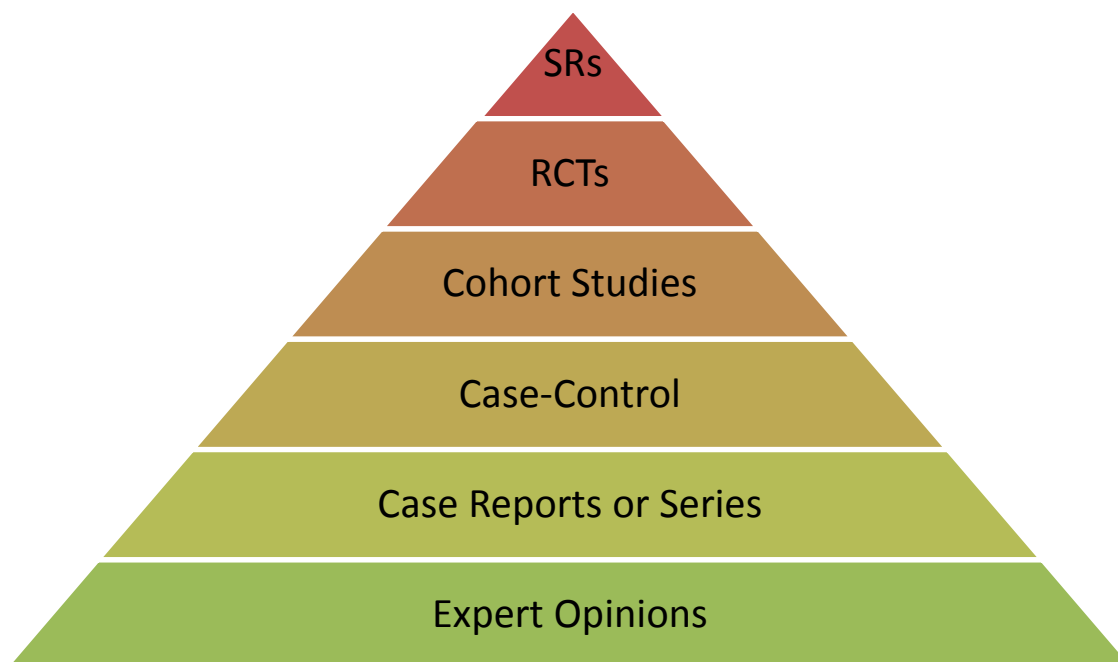 SRs
RCTs
Cohort Studies
Case-Control
Case Reports or Series
Expert Opinions